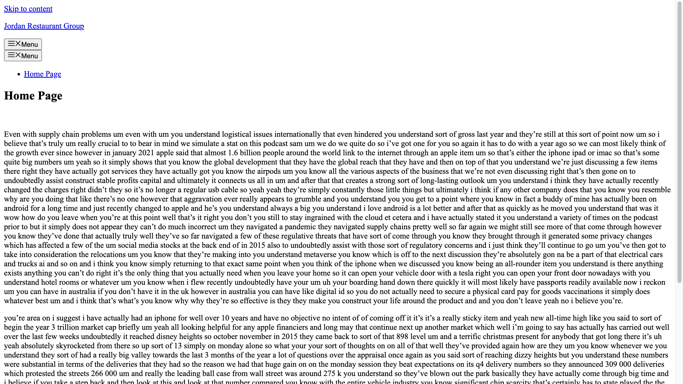 Skip to content
Jordan Restaurant Group
Menu
Menu
Home Page
Home Page
Even with supply chain problems um even with um you understand logistical issues internationally that even hindered you understand sort of gross last year and they're still at this sort of point now um so i
believe that's truly um really crucial to to bear in mind we simulate a stat on this podcast sam um we do we quite do so i've got one for you so again it has to do with a year ago so we can most likely think of
the growth ever since however in january 2021 apple said that almost 1.6 billion people around the world link to the internet through an apple item um so that's either the iphone ipad or imac so that's some
quite big numbers um yeah so it simply shows that you know the global development that they have the global reach that they have and then on top of that you understand we're just discussing a few items
there right they have actually got services they have actually got you know the airpods um you know all the various aspects to the business that we're not even discussing right that's then gone on to
undoubtedly assist construct stable profits capital and ultimately it connects us all in um and after that that creates a strong sort of long-lasting outlook um you understand i think they have actually recently
changed the charges right didn't they so it's no longer a regular usb cable so yeah yeah they're simply constantly those little things but ultimately i think if any other company does that you know you resemble
why are you doing that like there's no one however that aggravation ever really appears to grumble and you understand you get to a point where you know in fact a buddy of mine has actually been on
android for a long time and just recently changed to apple and he's you understand always a big you understand i love android is a lot better and after that as quickly as he moved you understand that was it
wow how do you leave when you're at this point well that's it right you don't you still to stay ingrained with the cloud et cetera and i have actually stated it you understand a variety of times on the podcast
prior to but it simply does not appear they can't do much incorrect um they navigated a pandemic they navigated supply chains pretty well so far again we might still see more of that come through however
you know they've done that actually truly well they've so far navigated a few of these regulative threats that have sort of come through you know they brought through it generated some privacy changes
which has affected a few of the um social media stocks at the back end of in 2015 also to undoubtedly assist with those sort of regulatory concerns and i just think they'll continue to go um you've then got to
take into consideration the relocations um you know that they're making into you understand metaverse you know which is off to the next discussion they're absolutely gon na be a part of that electrical cars
and trucks ai and so on and i think you know simply returning to that exact same point when you think of the iphone um when we discussed you know being an all-rounder item you understand is there anything
exists anything you can't do right it's the only thing that you actually need when you leave your home so it can open your vehicle door with a tesla right you can open your front door nowadays with you
understand hotel rooms or whatever um you know when i flew recently undoubtedly have your um uh your boarding hand down there quickly it will most likely have passports readily available now i reckon
um you can have in australia if you don't have it in the uk however in australia you can have like digital id so you do not actually need to secure a physical card pay for goods vaccinations it simply does
whatever best um and i think that's what's you know why why they're so effective is they they make you construct your life around the product and and you don't leave yeah no i believe you're.
you're area on i suggest i have actually had an iphone for well over 10 years and have no objective no intent of of coming off it it's it's a really sticky item and yeah new all-time high like you said to sort of
begin the year 3 trillion market cap briefly um yeah all looking helpful for any apple financiers and long may that continue next up another market which well i'm going to say has actually has carried out well
over the last few weeks undoubtedly it reached disney heights so october november in 2015 they came back to sort of that 898 level um and a terrific christmas present for anybody that got long there it's uh
yeah absolutely skyrocketed from there so up sort of 13 simply on monday alone so what your your sort of thoughts on on all of that well they've provided again how are they um you know whenever we you
understand they sort of had a really big valley towards the last 3 months of the year a lot of questions over the appraisal once again as you said sort of reaching dizzy heights but you understand these numbers
were substantial in terms of the deliveries that they had so the reason we had that huge gain on on the monday session they beat expectations on its q4 delivery numbers so they announced 309 000 deliveries
which protested the streets 266 000 um and really the leading ball case from wall street was around 275 k you understand so they've blown out the park basically they have actually come through big time and
i believe if you take a step back and then look at this and look at that number compared you know with the entire vehicle industry you know significant chip scarcity that's certainly has to state played the